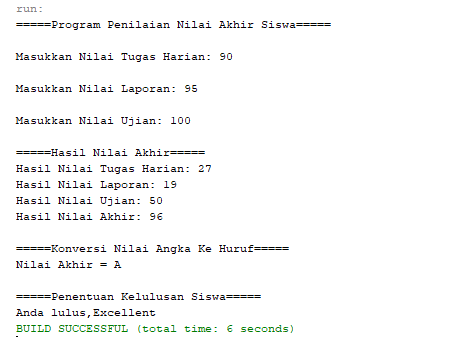 run:
=====Program Penilaian Nilai Akhir Siswa=====
Masukkan Nilai Tugas Harian: 90
Masukkan Nilai Laporan: 95
Masukkan Nilai Ujian: 100
=====Hasil Nilai Akhir=====
Hasil Nilai Tugas Harian: 27
Hasil Nilai Laporan: 19
Hasil Nilai Ujian: 50
Hasil Nilai Akhir: 96
=====Konversi Nilai Angka Ke Huruf=====
Nilai Akhir = A
=====Penentuan Kelulusan Siswa=====
Anda lulus,Excellent
BUILD SUCCESSFUL (total time: 6 seconds)